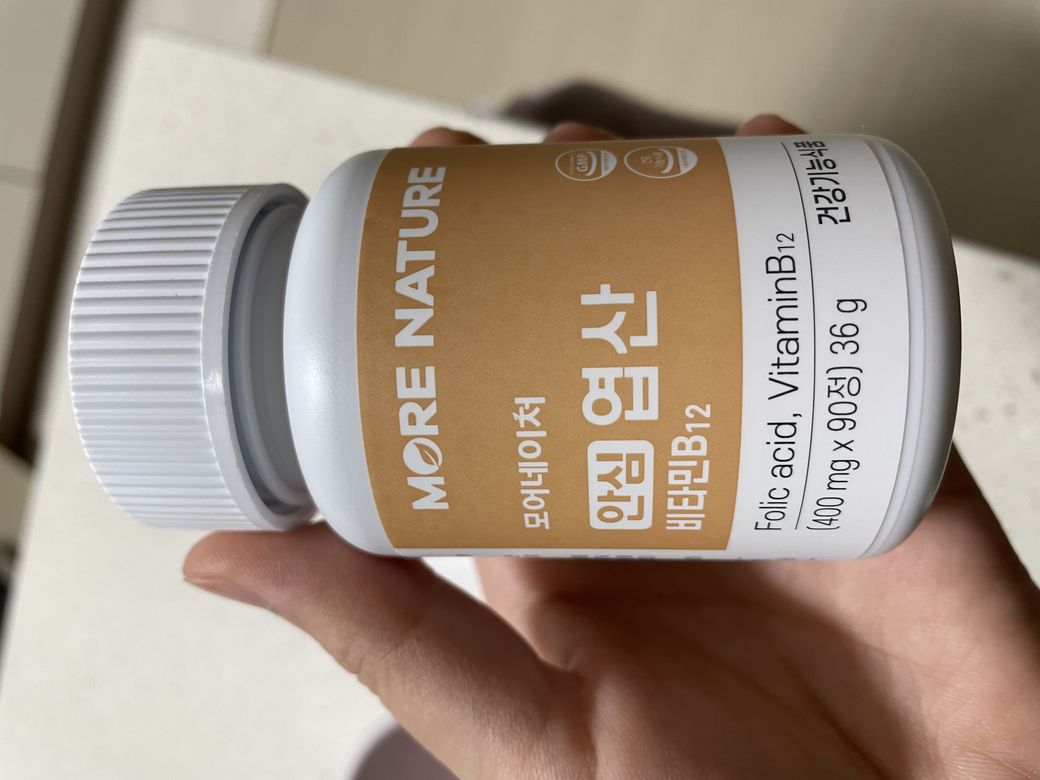 MORE NATURE
GMP
모어네이처
안심 엽산
비타민B12
Folic acid, VitaminB12
(400 mg x 90정) 36 g
건강기능식품